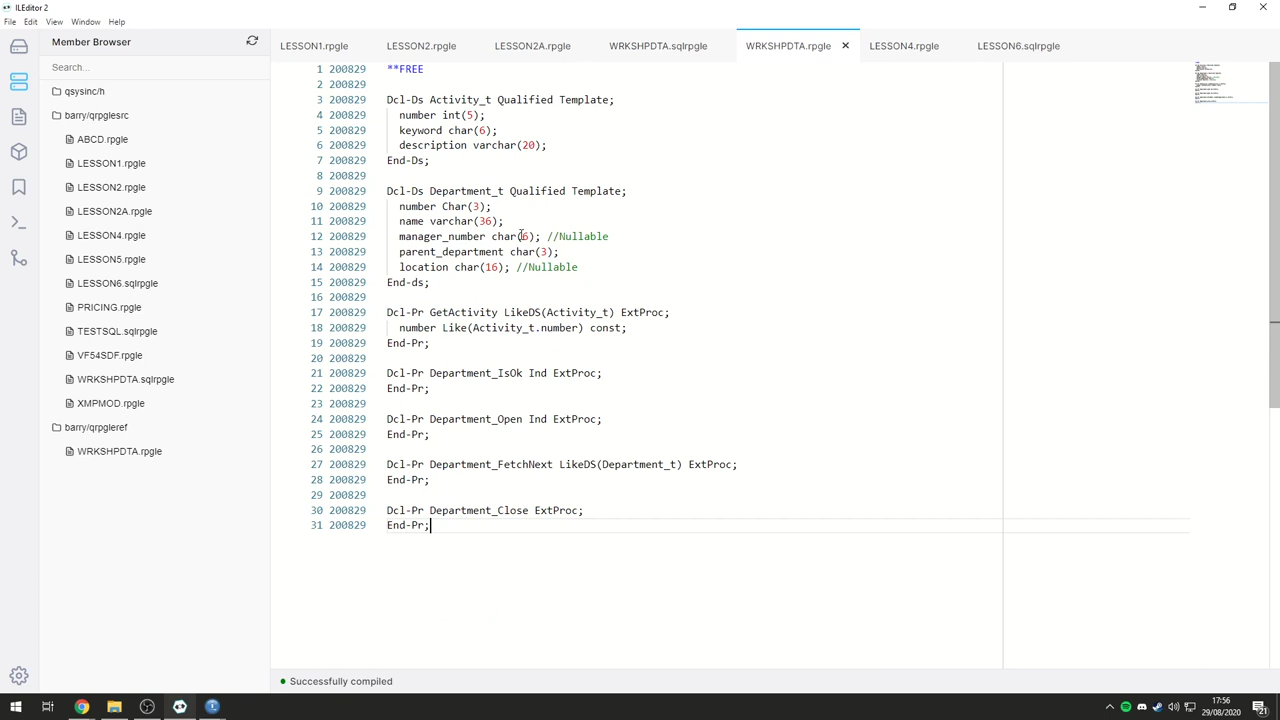 ILEditor 2
File Edit View Window Help
Member Browser
Search...
qsysinc/h
barry/qrpglesrc
ABCD.rpgle
LESSON1.rpgle
LESSON2.rpgle
LESSON2A.rpgle
LESSON4.rpgle
LESSON5.rpgle
LESSON6.sqlrpgle
PRICING.rpgle
TESTSQL.sqlrpgle
VF54SDF.rpgle
WRKSHPDTA.sqlrpgle
XMPMOD.rpgle
barry/qrpgleref
WRKSHPDTA.rpgle
LESSON1.rpgle LESSON2.rpgle LESSON2A.rpgle WRKSHPDTA.sqlrpgle WRKSHPDTA.rpgle LESSON4.rpgle LESSON6.sqlrpgle
1 200829 **FREE
2 200829
3 200829 Dcl-Ds Activity_t Qualified Template;
4 200829 number int(5);
5 200829 keyword char(6);
6 200829 description varchar(20);
7 200829 End-Ds;
8 200829
9 200829 Dcl-Ds Department_t Qualified Template;
10 200829 number Char(3);
11 200829 name varchar(36);
12 200829 manager_number char(6); //Nullable
13 200829 parent_department char(3);
14 200829 location char(16); //Nullable
15 200829 End-ds;
16 200829
17 200829 Dcl-Pr GetActivity LikeDS(Activity_t) ExtProc;
18 200829 number Like(Activity_t.number) const;
19 200829 End-Pr;
20 200829
21 200829 Dcl-Pr Department_IsOk Ind ExtProc;
22 200829 End-Pr;
23 200829
24 200829 Dcl-Pr Department_Open Ind ExtProc;
25 200829 End-Pr;
26 200829
27 200829 Dcl-Pr Department_FetchNext LikeDS(Department_t) ExtProc;
28 200829 End-Pr;
29 200829
30 200829 Dcl-Pr Department_Close ExtProc;
31 200829 End-Pr;
Successfully compiled
17:56
29/08/2020
21